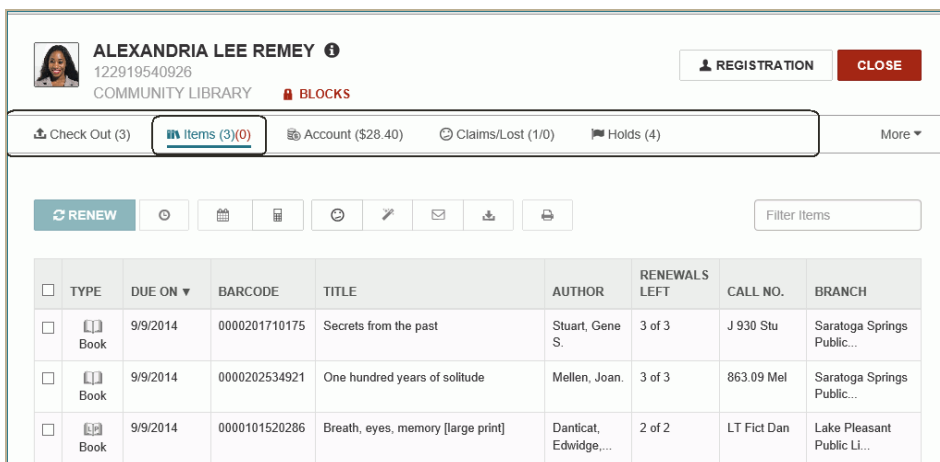 ALEXANDRIA LEE REMEY
122919540926
COMMUNITY LIBRARY BLOCKS
REGISTRATION CLOSE
Check Out (3) Items (3)(0) Account ($28.40) Claims/Lost (1/0) Holds (4) More
RENEW Filter Items
TYPE DUE ON BARCODE TITLE AUTHOR RENEWALS LEFT CALL NO. BRANCH
Book 9/9/2014 0000201710175 Secrets from the past Stuart, Gene S. 3 of 3 J 930 Stu Saratoga Springs Public...
Book 9/9/2014 0000202534921 One hundred years of solitude Mellen, Joan. 3 of 3 863.09 Mel Saratoga Springs Public...
LP Book 9/9/2014 0000101520286 Breath, eyes, memory [large print] Danticat, Edwidge,... 2 of 2 LT Fict Dan Lake Pleasant Public Li...